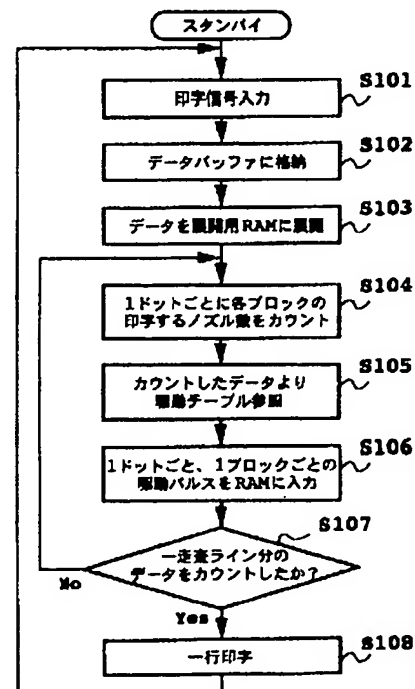 スタンバイ
S101
印字信号入力
S102
データバッファに格納
S103
データを展開用RAMに展開
S104
1ドットごとに各ブロックの
印字するノズル数をカウント
S105
カウントしたデータより
駆動テーブル参照
S106
1ドットごと、1ブロックごとの
駆動パルスをRAMに入力
S107
一走査ライン分の
データをカウントしたか?
No
Yes
S108
一行印字